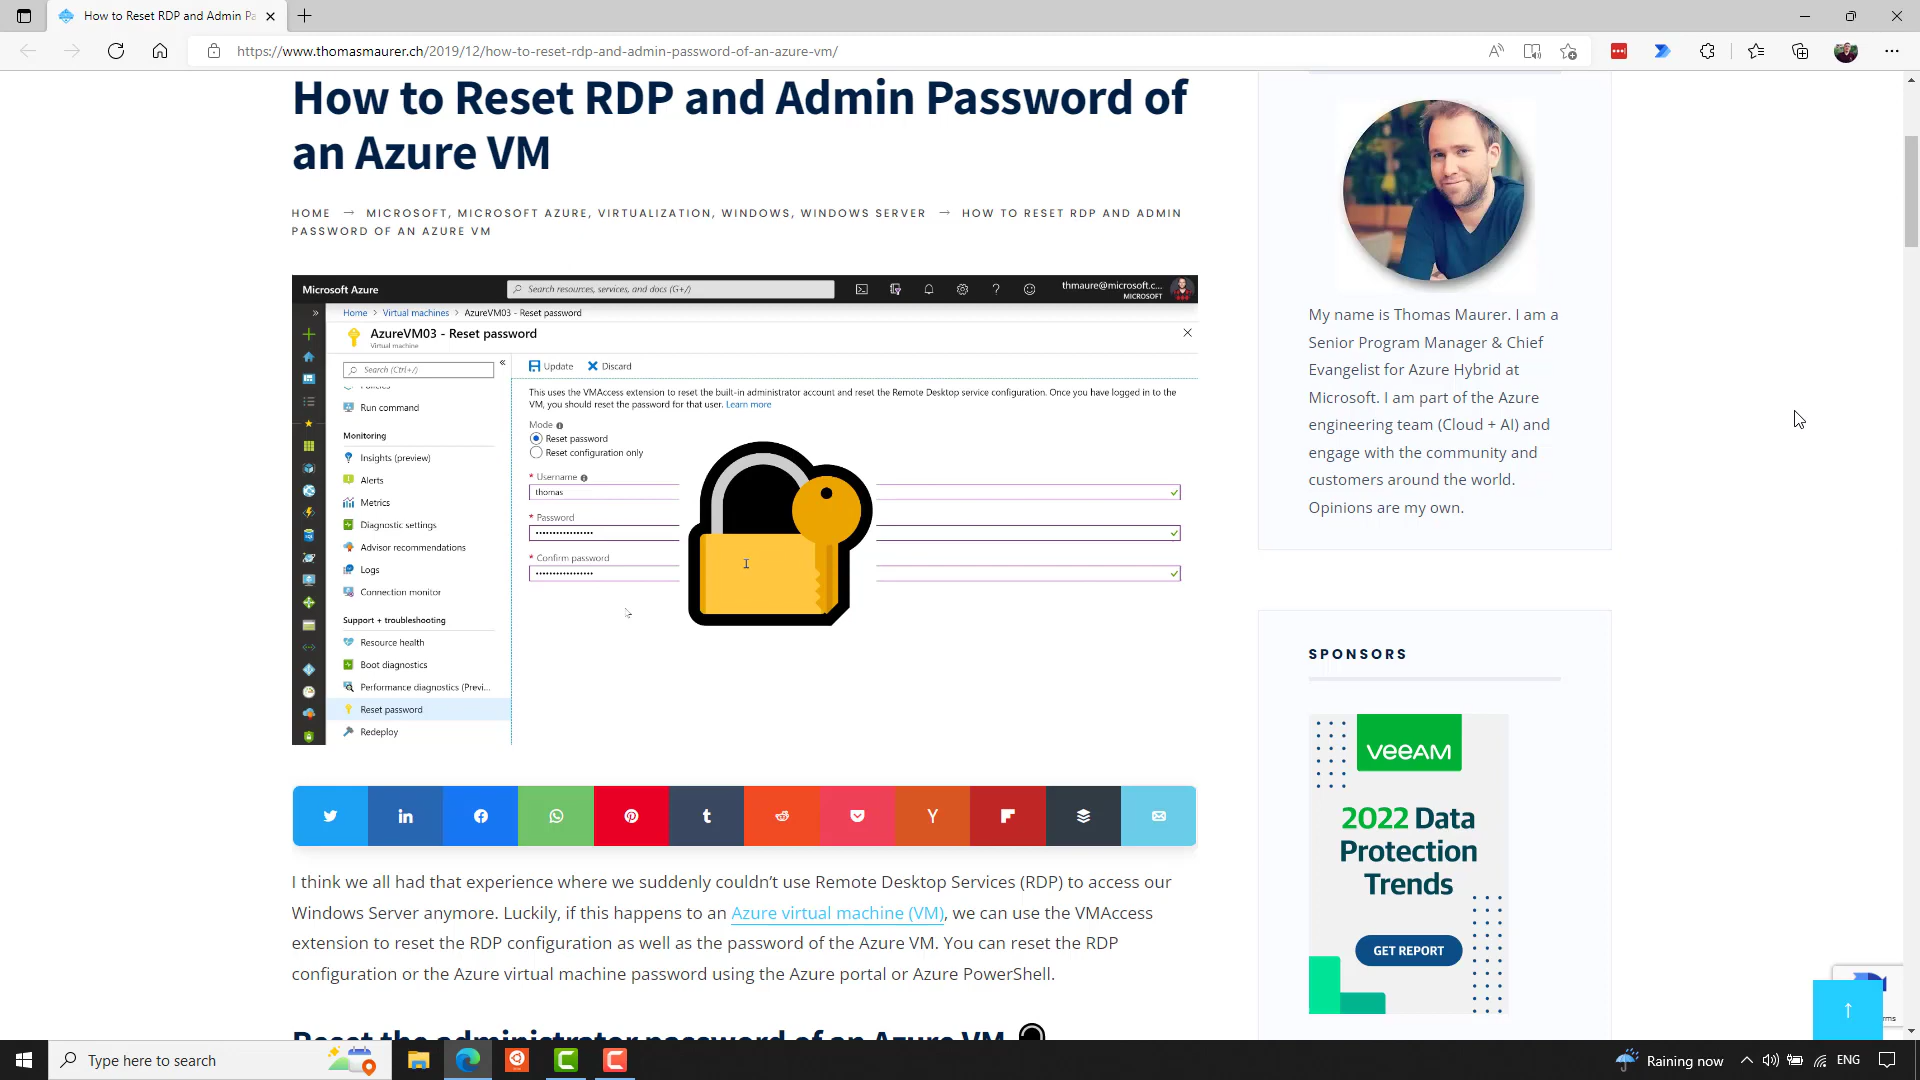 How to Reset RDP and Admin Pa
https://www.thomasmaurer.ch/2019/12/how-to-reset-rdp-and-admin-password-of-an-azure-vm/
How to Reset RDP and Admin Password of
an Azure VM
HOME → MICROSOFT, MICROSOFT AZURE, VIRTUALIZATION, WINDOWS, WINDOWS SERVER → HOW TO RESET RDP AND ADMIN
PASSWORD OF AN AZURE VM
Microsoft Azure
Search resources, services, and docs (G+/)
thmaure@microsoft.c...
MICROSOFT
Home > Virtual machines > AzureVM03 - Reset password
AzureVM03 - Reset password
Virtual machine
Search (Ctrl+/)
Policies
Run command
Monitoring
Insights (preview)
Alerts
Metrics
Diagnostic settings
Advisor recommendations
Logs
Connection monitor
Support + troubleshooting
Resource health
Boot diagnostics
Performance diagnostics (Previ...
Reset password
Redeploy
Update
Discard
This uses the VMAccess extension to reset the built-in administrator account and reset the Remote Desktop service configuration. Once you have logged in to the
VM, you should reset the password for that user. Learn more
Mode
Reset password
Reset configuration only
* Username
thomas
* Password
* Confirm password
I think we all had that experience where we suddenly couldn't use Remote Desktop Services (RDP) to access our
Windows Server anymore. Luckily, if this happens to an Azure virtual machine (VM), we can use the VMAccess
extension to reset the RDP configuration as well as the password of the Azure VM. You can reset the RDP
configuration or the Azure virtual machine password using the Azure portal or Azure PowerShell.
Reset the administrator password of an Azure VM
My name is Thomas Maurer. I am a
Senior Program Manager & Chief
Evangelist for Azure Hybrid at
Microsoft. I am part of the Azure
engineering team (Cloud + AI) and
engage with the community and
customers around the world.
Opinions are my own.
SPONSORS
veeAM
2022 Data
Protection
Trends
GET REPORT
Type here to search
Raining now
ENG